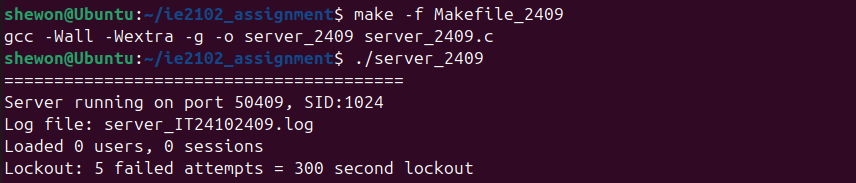 shewon@Ubuntu:~/ie2102_assignment$ make -f Makefile_2409
gcc -Wall -Wextra -g -o server_2409 server_2409.c
shewon@Ubuntu:~/ie2102_assignment$ ./server_2409
========================================
Server running on port 50409, SID:1024
Log file: server_IT24102409.log
Loaded 0 users, 0 sessions
Lockout: 5 failed attempts = 300 second lockout